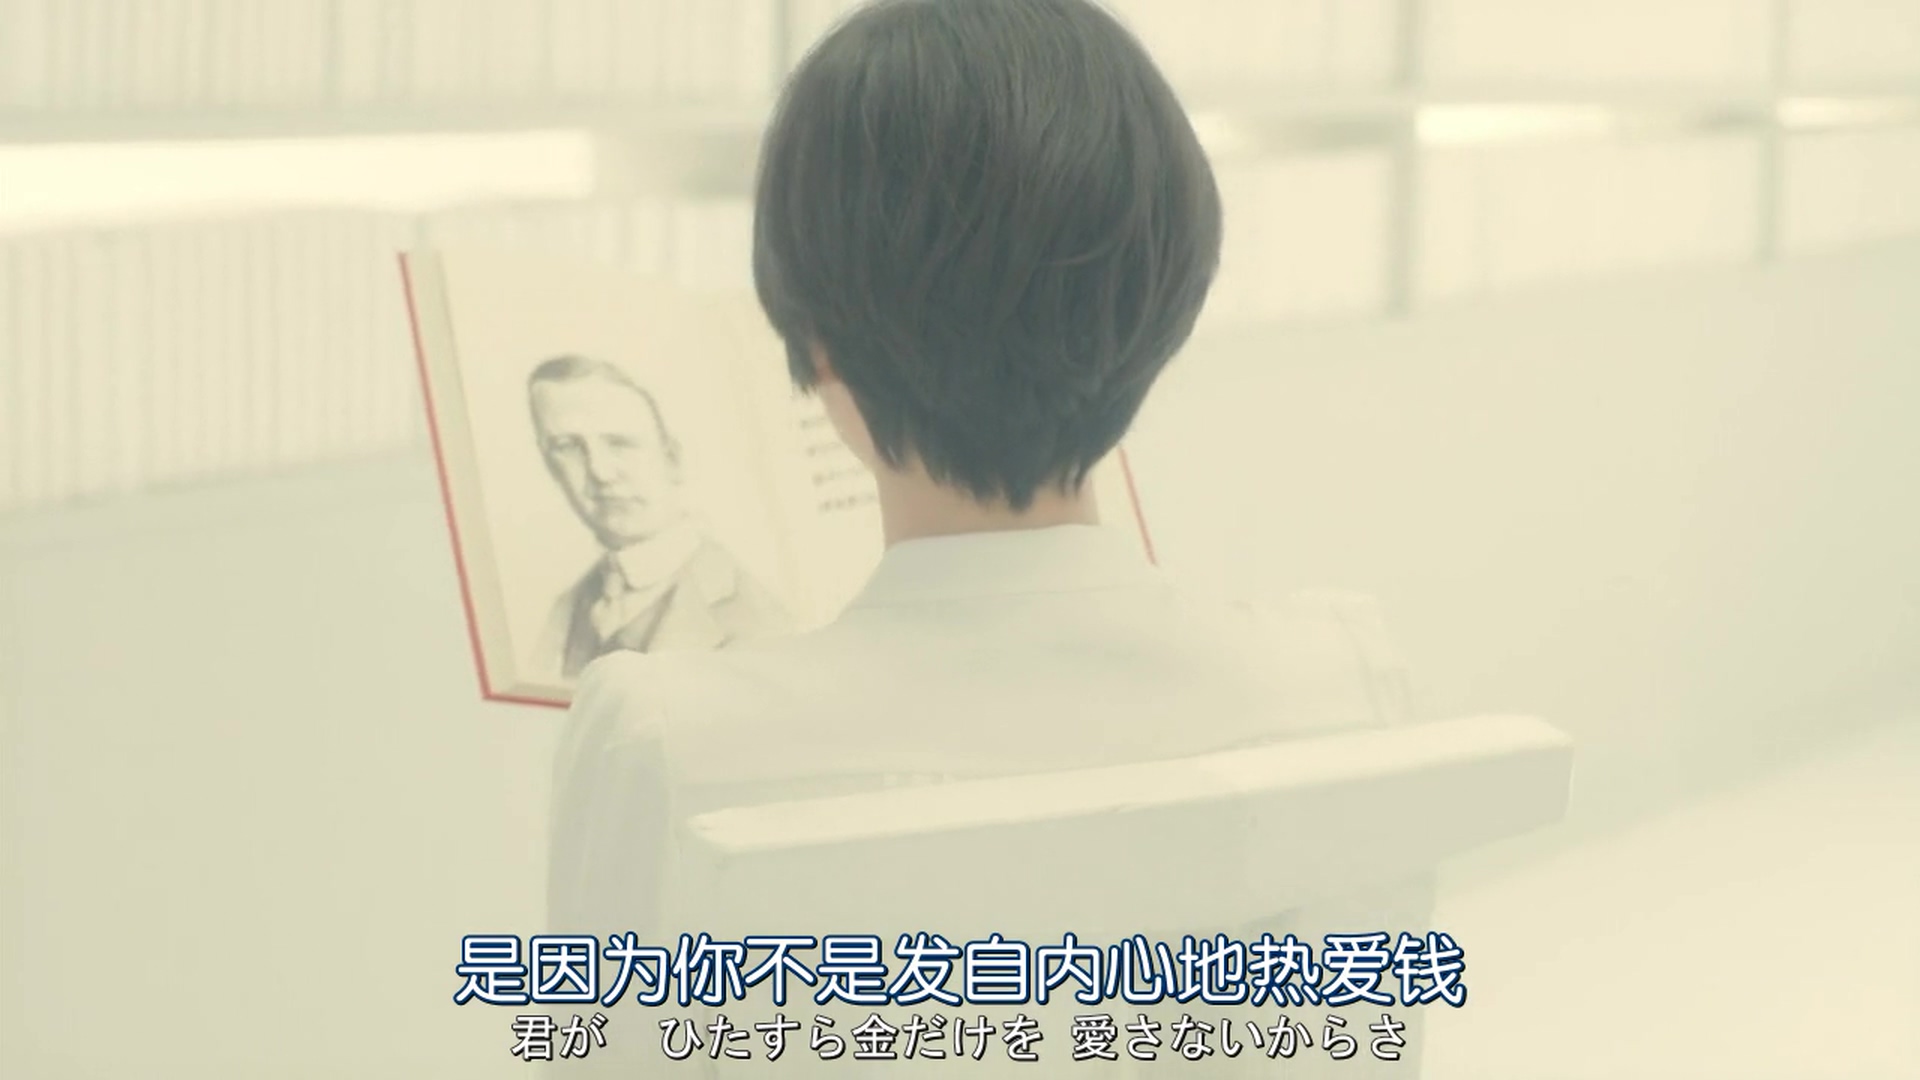 是因为你不是发自内心地热爱钱
君が　ひたすら金だけを 愛さないからさ